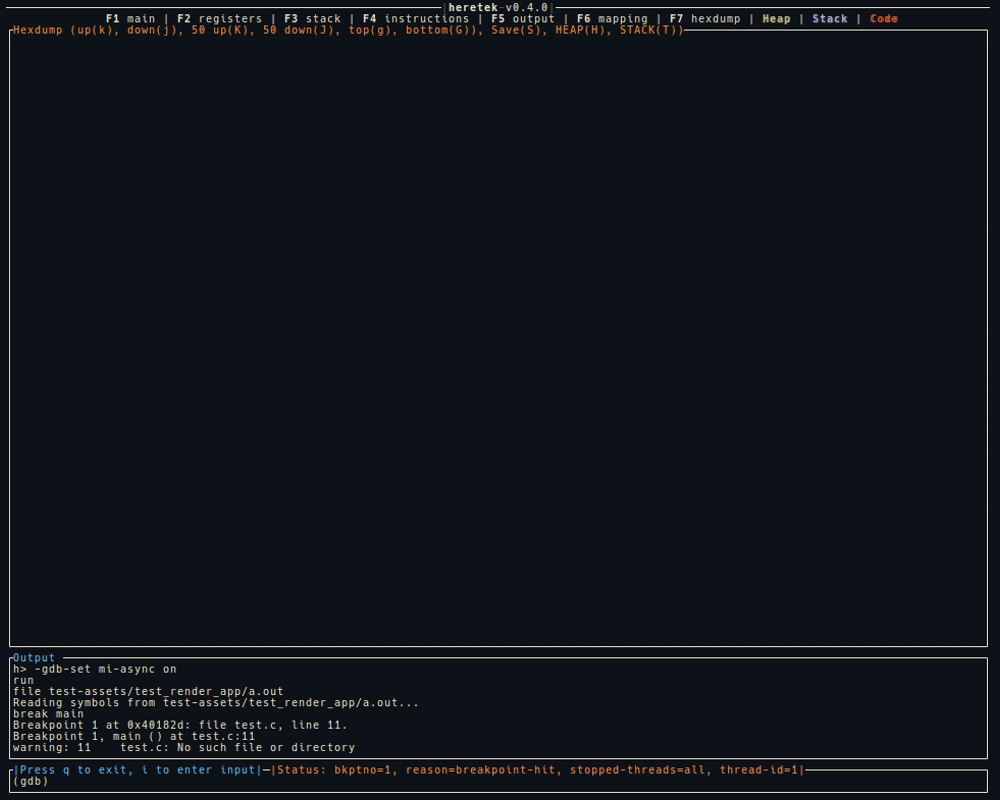 |heretek-v0.4.0|
F1 main | F2 registers | F3 stack | F4 instructions | F5 output | F6 mapping | F7 hexdump | Heap | Stack | Code
Hexdump (up(k), down(j), 50 up(K), 50 down(J), top(g), bottom(G)), Save(S), HEAP(H), STACK(T))
Output
h> -gdb-set mi-async on
run
file test-assets/test_render_app/a.out
Reading symbols from test-assets/test_render_app/a.out...
break main
Breakpoint 1 at 0x40182d: file test.c, line 11.
Breakpoint 1, main () at test.c:11
warning: 11    test.c: No such file or directory
|Press q to exit, i to enter input|—|Status: bkptno=1, reason=breakpoint-hit, stopped-threads=all, thread-id=1|
(gdb)